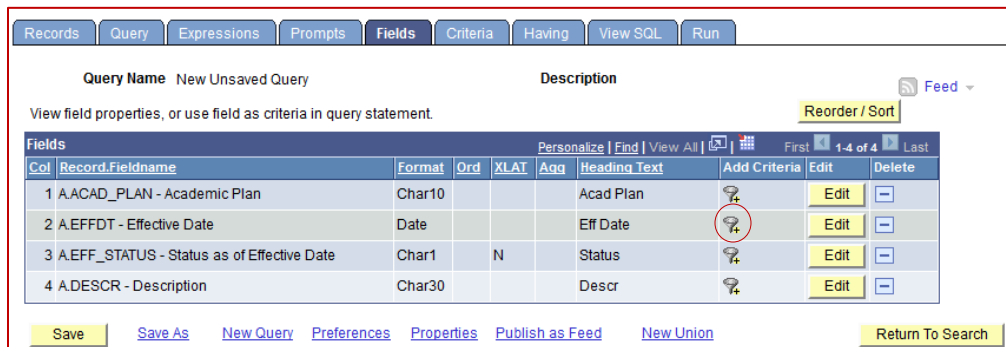 Records Query Expressions Prompts Fields Criteria Having View SQL Run
Query Name New Unsaved Query Description
Feed
View field properties, or use field as criteria in query statement. Reorder / Sort
Fields Personalize | Find | View All | | First 1-4 of 4 Last
Col Record.Fieldname Format Ord XLAT Agg Heading Text Add Criteria Edit Delete
1 A.ACAD_PLAN - Academic Plan Char10 Acad Plan Edit
2 A.EFFDT - Effective Date Date Eff Date Edit
3 A.EFF_STATUS - Status as of Effective Date Char1 N Status Edit
4 A.DESCR - Description Char30 Descr Edit
Save Save As New Query Preferences Properties Publish as Feed New Union Return To Search